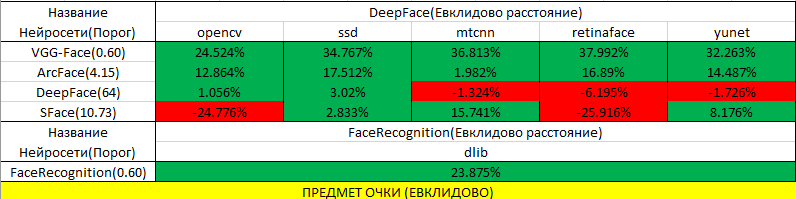 Название DeepFace(Евклидово расстояние)
Нейросети(Порог) opencv ssd mtcnn retinaface yunet
VGG-Face(0.60) 24.524% 34.767% 36.813% 37.992% 32.263%
ArcFace(4.15) 12.864% 17.512% 1.982% 16.89% 14.487%
DeepFace(64) 1.056% 3.02% -1.324% -6.195% -1.726%
SFace(10.73) -24.776% 2.833% 15.741% -25.916% 8.176%
Название FaceRecognition(Евклидово расстояние)
Нейросети(Порог) dlib
FaceRecognition(0.60) 23.875%
ПРЕДМЕТ ОЧКИ (ЕВКЛИДОВО)